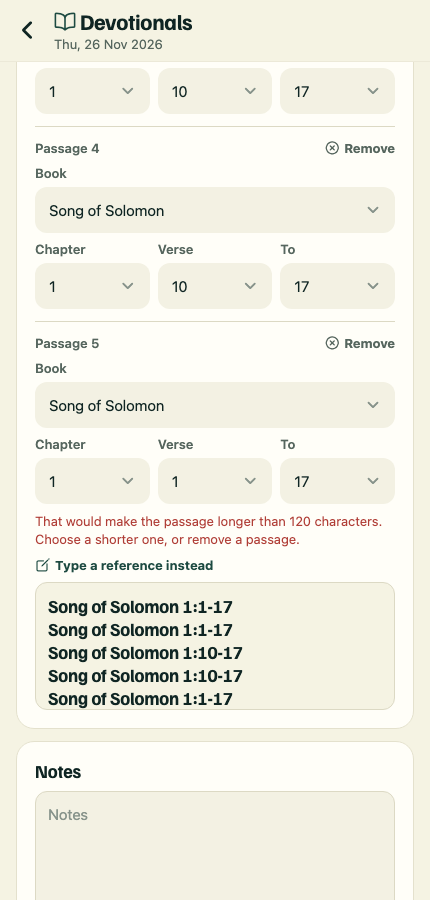 Devotionals
Thu, 26 Nov 2026
1 10 17
Passage 4 Remove
Book
Song of Solomon
Chapter Verse To
1 10 17
Passage 5 Remove
Book
Song of Solomon
Chapter Verse To
1 1 17
That would make the passage longer than 120 characters.
Choose a shorter one, or remove a passage.
Type a reference instead
Song of Solomon 1:1-17
Song of Solomon 1:1-17
Song of Solomon 1:10-17
Song of Solomon 1:10-17
Song of Solomon 1:1-17
Notes
Notes